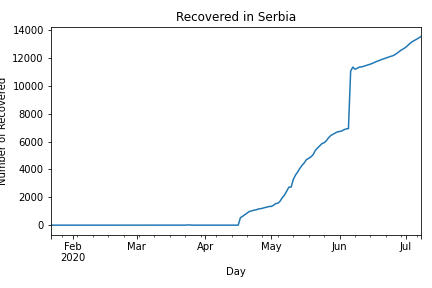 Recovered in Serbia
14000
12000
10000
8000
6000
4000
2000
0
Number of Recovered
Feb
2020
Mar
Apr
May
Jun
Jul
Day